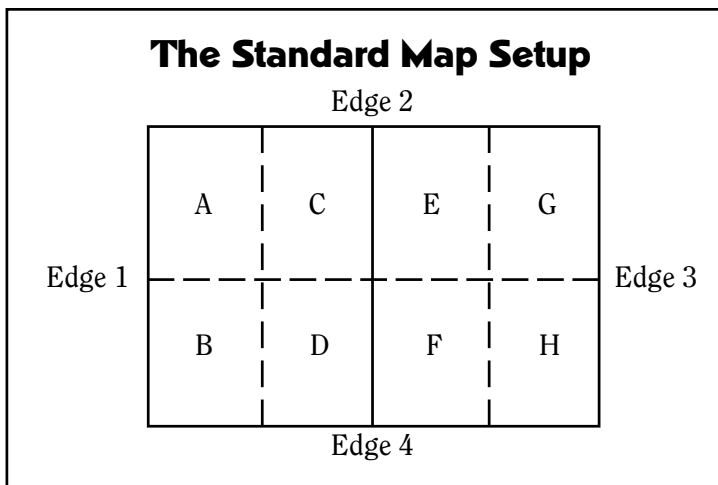 The Standard Map Setup
Edge 2
A C E G
Edge 1 Edge 3
B D F H
Edge 4